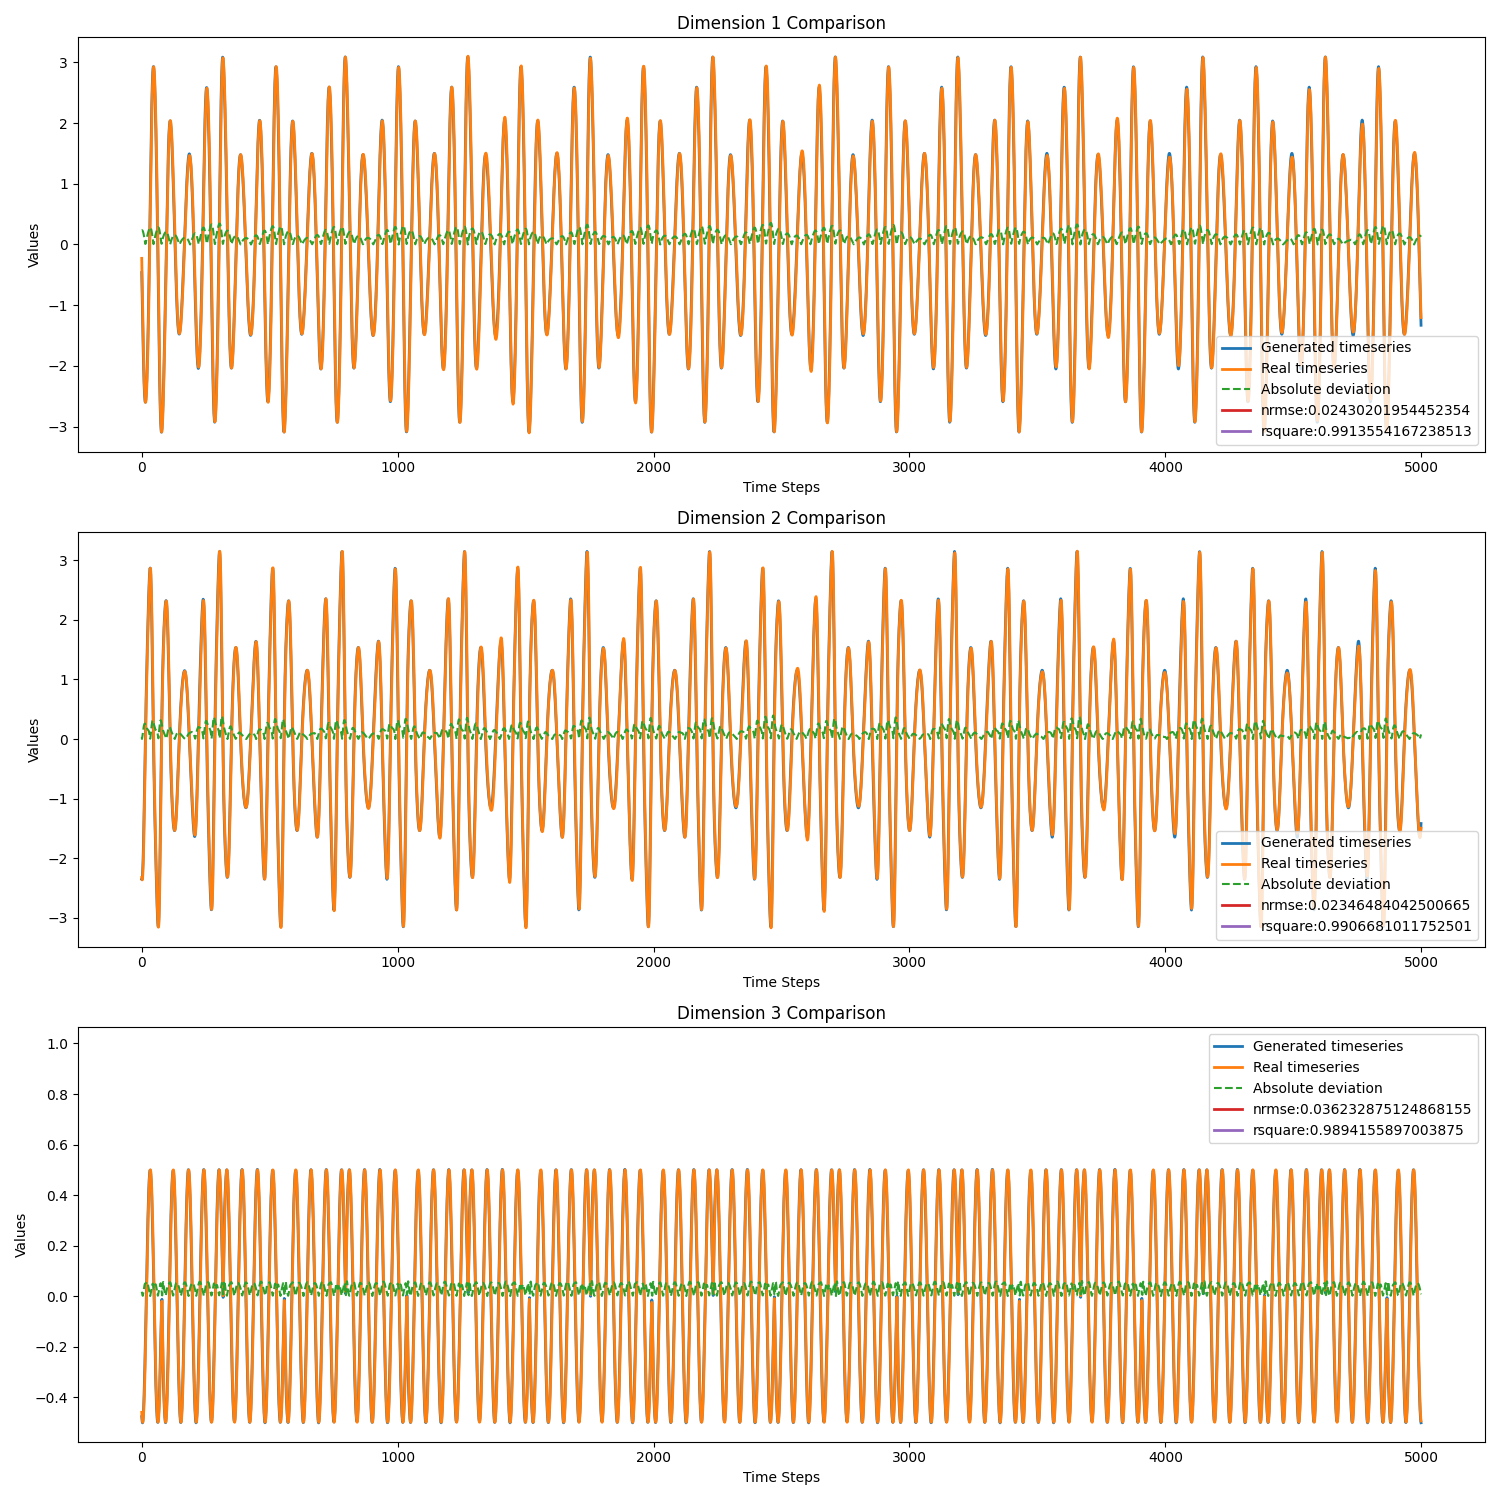 Dimension 1 Comparison
3
2
1
0
−1
−2
−3
Values
Generated timeseries
Real timeseries
Absolute deviation
nrmse:0.02430201954452354
rsquare:0.9913554167238513
0 1000 2000 3000 4000 5000
Time Steps
Dimension 2 Comparison
3
2
1
0
−1
−2
−3
Values
Generated timeseries
Real timeseries
Absolute deviation
nrmse:0.02346484042500665
rsquare:0.9906681011752501
0 1000 2000 3000 4000 5000
Time Steps
Dimension 3 Comparison
1.0
0.8
0.6
0.4
0.2
0.0
−0.2
−0.4
Values
Generated timeseries
Real timeseries
Absolute deviation
nrmse:0.036232875124868155
rsquare:0.9894155897003875
0 1000 2000 3000 4000 5000
Time Steps